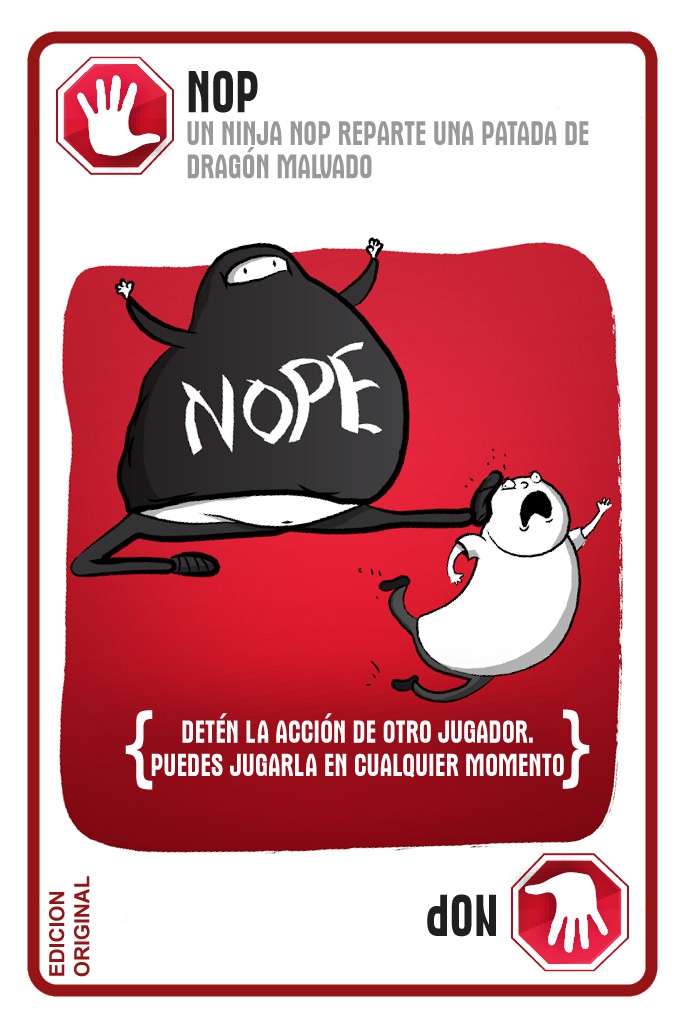 NOP
UN NINJA NOP REPARTE UNA PATADA DE
DRAGÓN MALVADO
NOPE
DETÉN LA ACCIÓN DE OTRO JUGADOR.
PUEDES JUGARLA EN CUALQUIER MOMENTO
EDICION
ORIGINAL
NOP